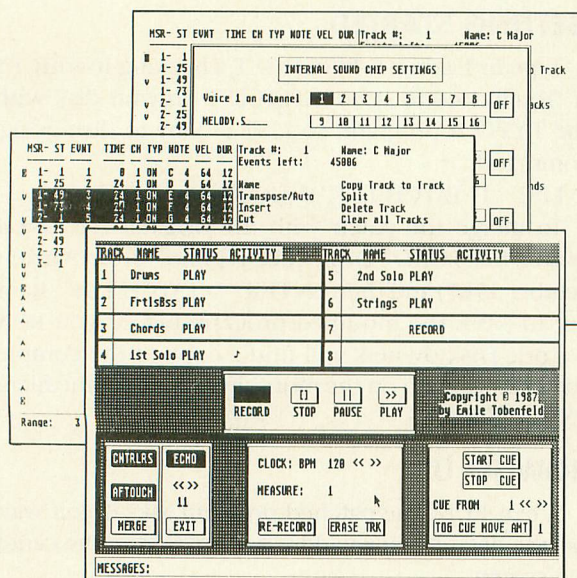 MSR- ST EVNT TIME CH TYP NOTE VEL DUR Track #: 1 Name: C Major
1- 1
1- 25
1- 49
1- 73
2- 1
2- 25
2- 49
INTERNAL SOUND CHIP SETTINGS
Voice 1 on Channel 1 2 3 4 5 6 7 8 OFF
MELODY.S 9 10 11 12 13 14 15 16
Track
OFF
OFF
MSR- ST EVNT TIME CH TYP NOTE VEL DUR Track #: 1 Name: C Major
Events left: 45006
1- 1 1 0 1 ON C 4 64 12
1- 25 2 24 1 ON D 4 64 12 Name Copy Track to Track
1- 49 3 24 1 ON E 4 64 12 Transpose/Auto Split
1- 73 4 24 1 ON F 4 64 12 Insert Delete Track
2- 1 5 24 1 ON G 4 64 12 Cut Clear all Tracks
2- 25
2- 49
2- 73
3- 1
Range: 3
TRACK NAME STATUS ACTIVITY TRACK NAME STATUS ACTIVITY
1 Drums PLAY 5 2nd Solo PLAY
2 FrtlsBss PLAY 6 Strings PLAY
3 Chords PLAY 7 RECORD
4 1st Solo PLAY ♪ 8
[] || >>
RECORD STOP PAUSE PLAY
Copyright © 1987
by Emile Tobenfeld
CNTRLRS ECHO
AFTOUCH << >>
11
MERGE EXIT
CLOCK: BPM 120 << >>
MEASURE: 1
RE-RECORD ERASE TRK
START CUE
STOP CUE
CUE FROM 1 << >>
TOG CUE MOVE AMT 1
MESSAGES: